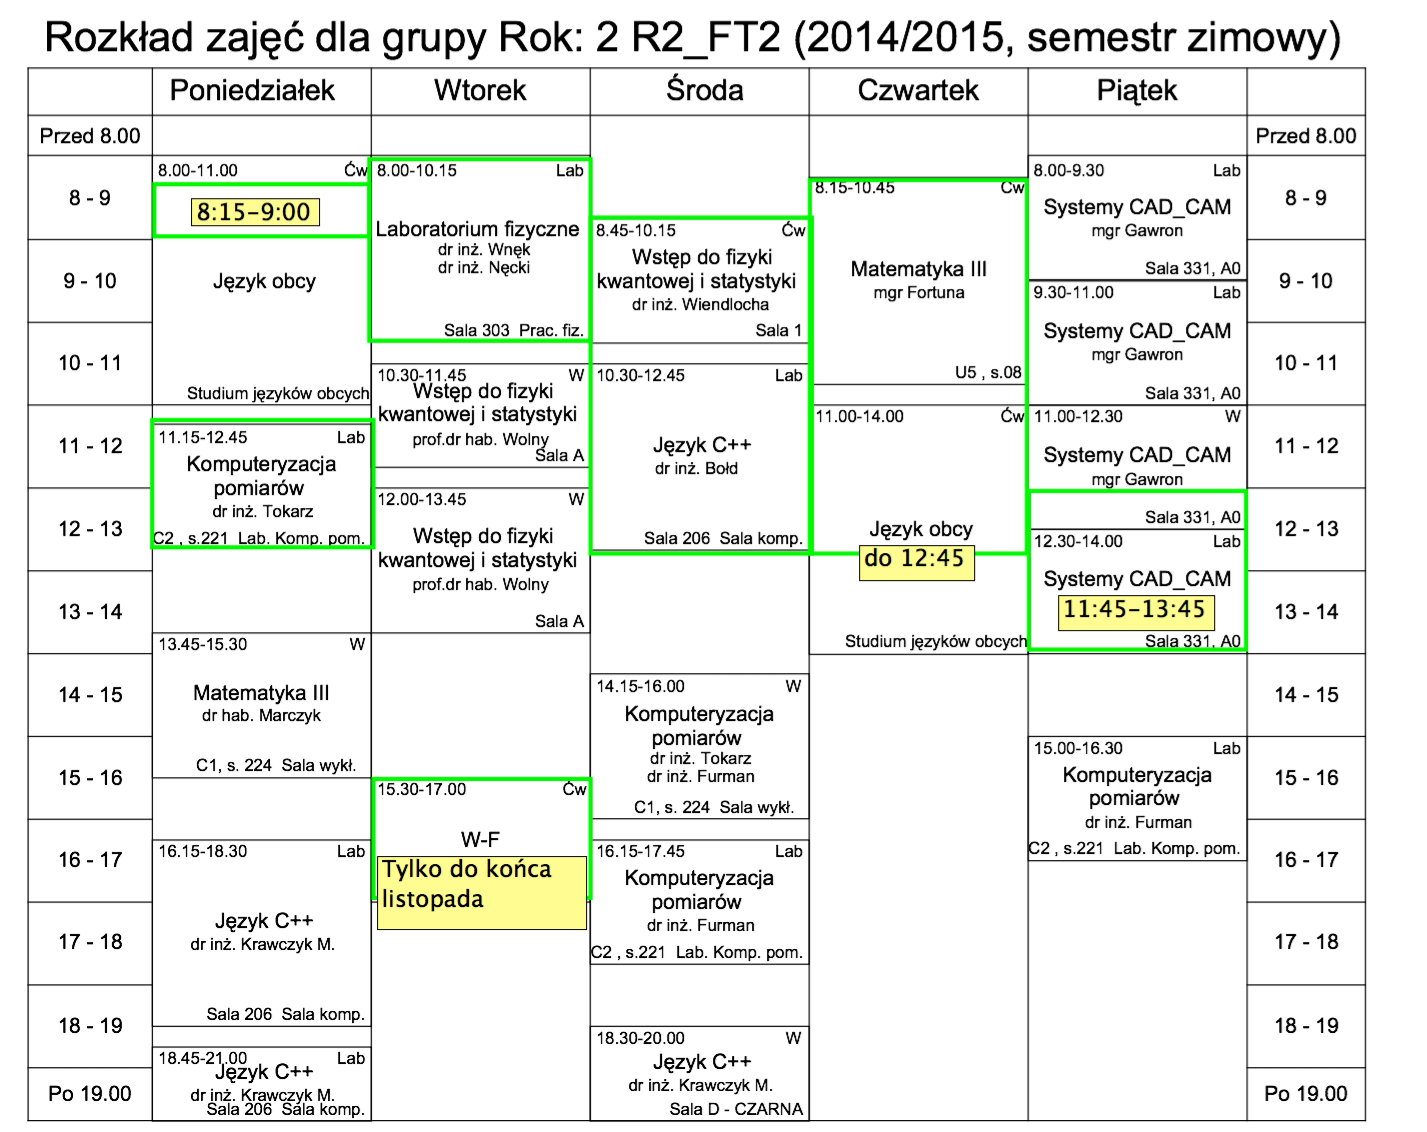 Rozkład zajęć dla grupy Rok: 2 R2_FT2 (2014/2015, semestr zimowy)
Poniedziałek
Wtorek
Środa
Czwartek
Piątek
Przed 8.00
8 - 9
9 - 10
10 - 11
11 - 12
12 - 13
13 - 14
14 - 15
15 - 16
16 - 17
17 - 18
18 - 19
Po 19.00
8.00-11.00 Ćw
8:15-9:00
Język obcy
Studium języków obcych
11.15-12.45 Lab
Komputeryzacja
pomiarów
dr inż. Tokarz
C2 , s.221 Lab. Komp. pom.
13.45-15.30 W
Matematyka III
dr hab. Marczyk
C1, s. 224 Sala wykł.
16.15-18.30 Lab
Język C++
dr inż. Krawczyk M.
Sala 206 Sala komp.
18.45-21.00 Lab
Język C++
dr inż. Krawczyk M.
Sala 206 Sala komp.
8.00-10.15 Lab
Laboratorium fizyczne
dr inż. Wnęk
dr inż. Nęcki
Sala 303 Prac. fiz.
10.30-11.45 W
Wstęp do fizyki
kwantowej i statystyki
prof.dr hab. Wolny
Sala A
12.00-13.45 W
Wstęp do fizyki
kwantowej i statystyki
prof.dr hab. Wolny
Sala A
15.30-17.00 Ćw
W-F
Tylko do końca
listopada
8.45-10.15 Ćw
Wstęp do fizyki
kwantowej i statystyki
dr inż. Wiendlocha
Sala 1
10.30-12.45 Lab
Język C++
dr inż. Bołd
Sala 206 Sala komp.
14.15-16.00 W
Komputeryzacja
pomiarów
dr inż. Tokarz
dr inż. Furman
C1, s. 224 Sala wykł.
16.15-17.45 Lab
Komputeryzacja
pomiarów
dr inż. Furman
C2 , s.221 Lab. Komp. pom.
18.30-20.00 W
Język C++
dr inż. Krawczyk M.
Sala D - CZARNA
8.15-10.45 Ćw
Matematyka III
mgr Fortuna
U5 , s.08
11.00-14.00 Ćw
Język obcy
do 12:45
Studium języków obcych
8.00-9.30 Lab
Systemy CAD_CAM
mgr Gawron
Sala 331, A0
9.30-11.00 Lab
Systemy CAD_CAM
mgr Gawron
Sala 331, A0
11.00-12.30 W
Systemy CAD_CAM
mgr Gawron
Sala 331, A0
12.30-14.00 Lab
Systemy CAD_CAM
11:45-13:45
Sala 331, A0
15.00-16.30 Lab
Komputeryzacja
pomiarów
dr inż. Furman
C2 , s.221 Lab. Komp. pom.
Przed 8.00
8 - 9
9 - 10
10 - 11
11 - 12
12 - 13
13 - 14
14 - 15
15 - 16
16 - 17
17 - 18
18 - 19
Po 19.00